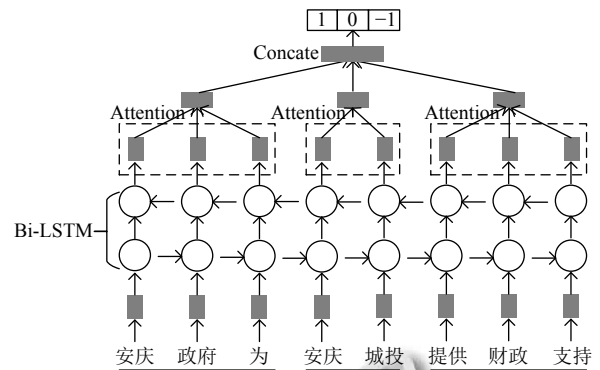 1 0 −1
Concate
Attention Attention Attention
Bi-LSTM
安庆 政府 为 安庆 城投 提供 财政 支持